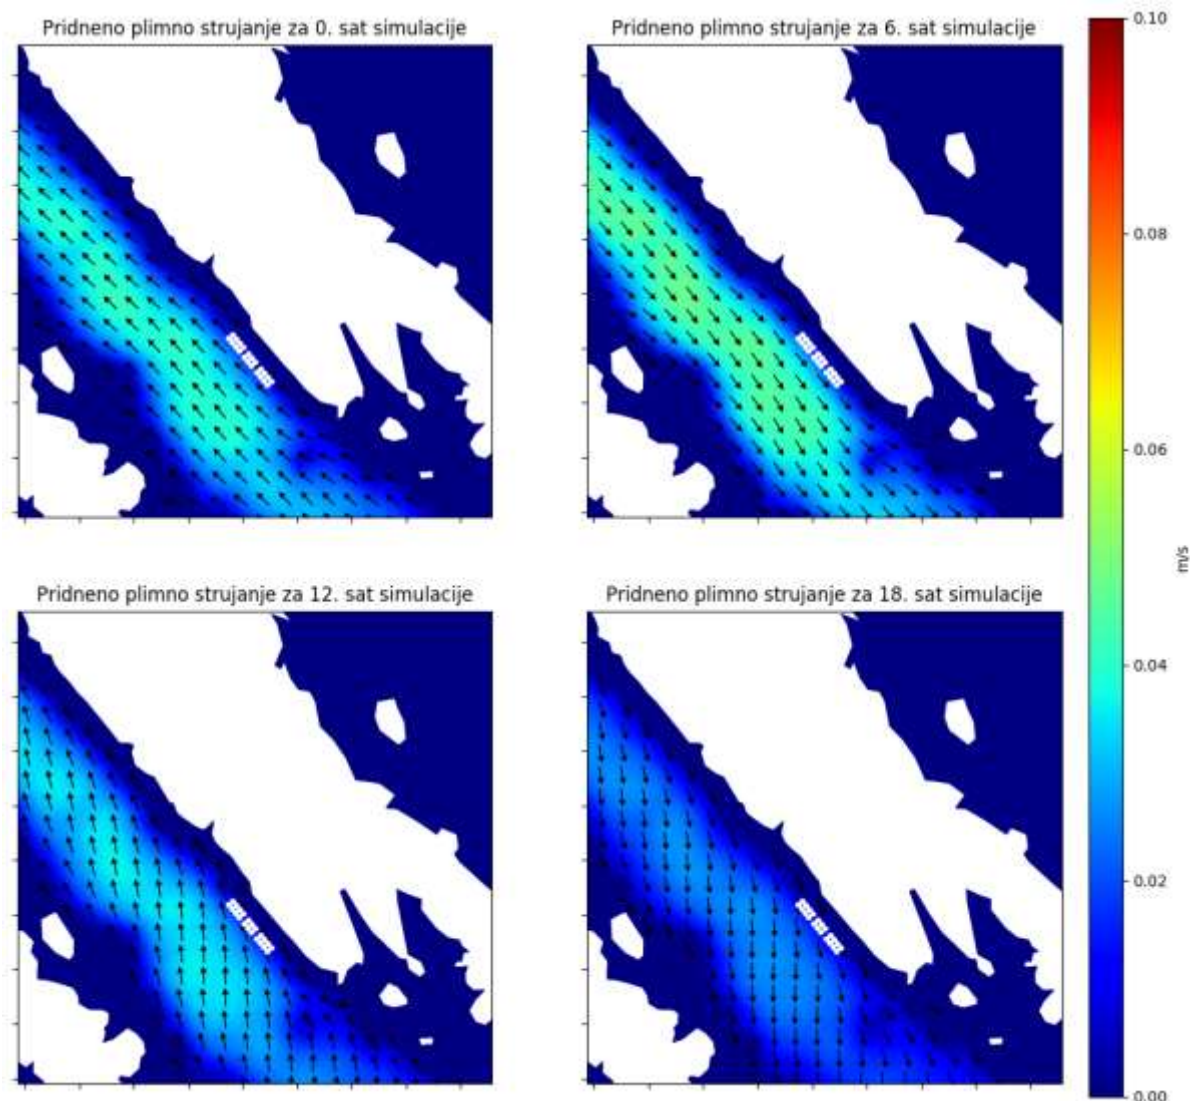 Pridneno plimno strujanje za 0. sat simulacije
Pridneno plimno strujanje za 6. sat simulacije
0.10
0.08
0.06
m/s
0.04
0.02
0.00
Pridneno plimno strujanje za 12. sat simulacije
Pridneno plimno strujanje za 18. sat simulacije